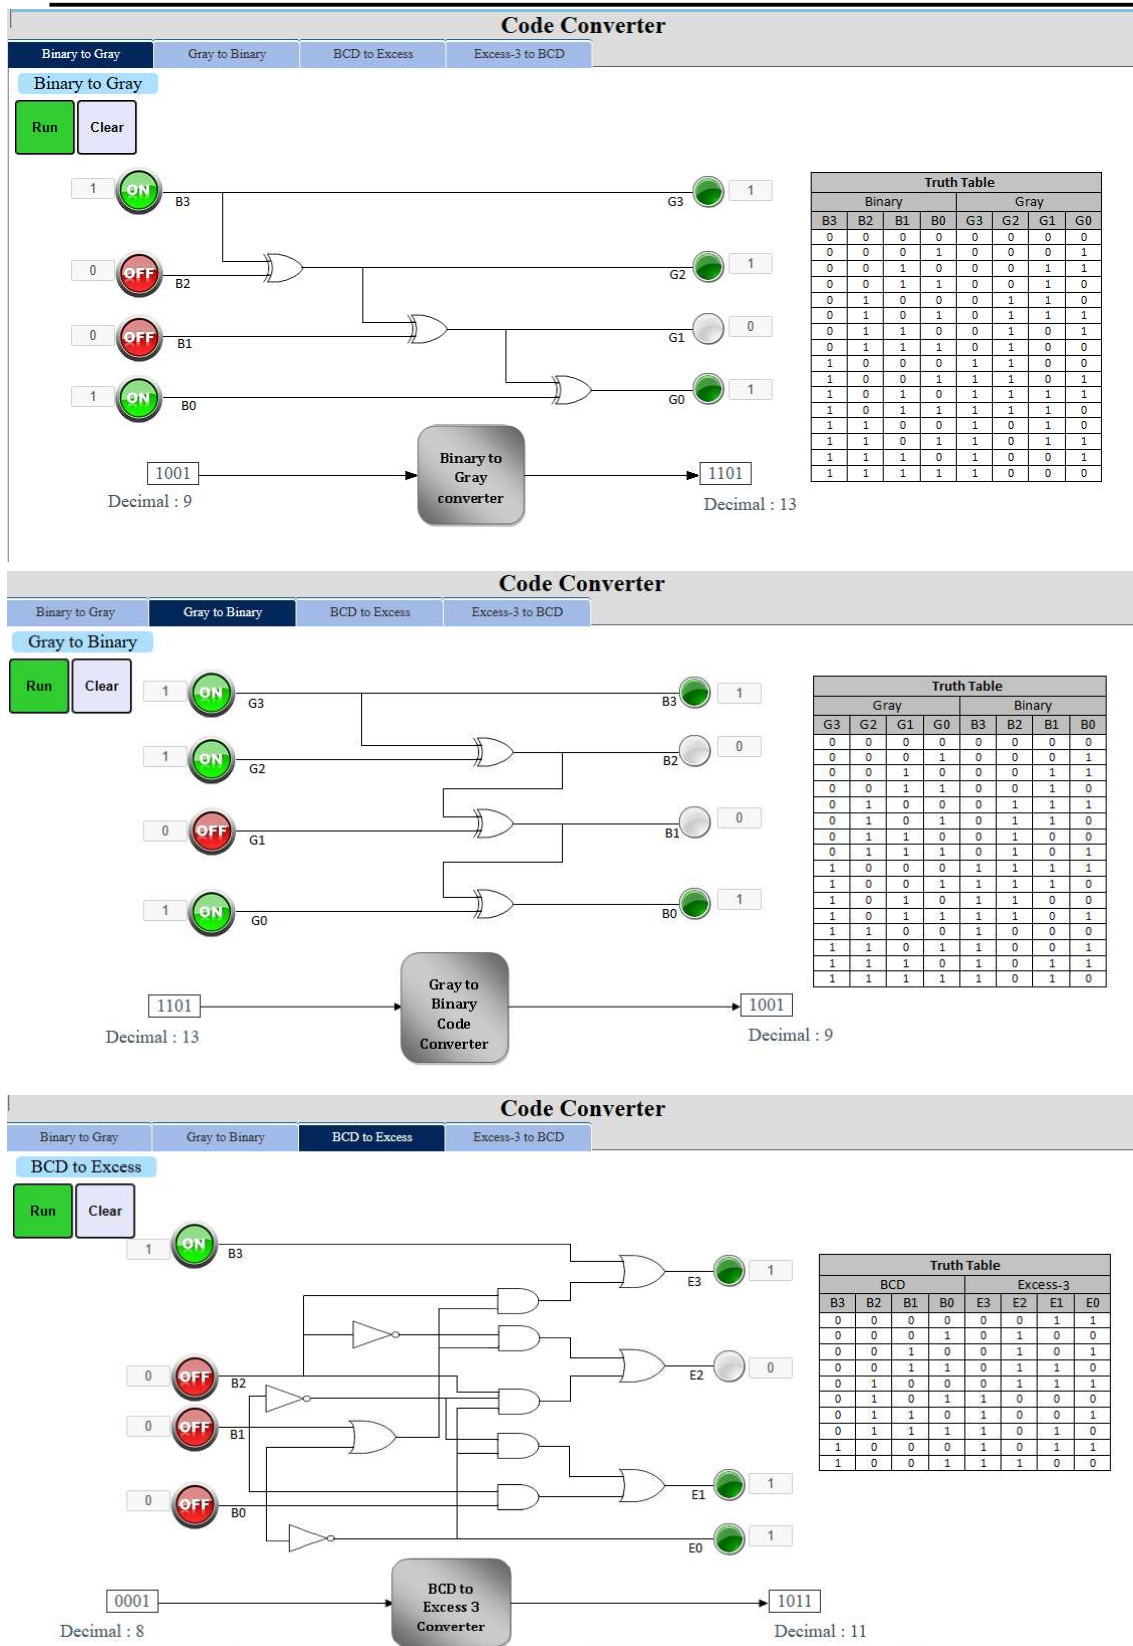 Code Converter
Binary to Gray Gray to Binary BCD to Excess Excess-3 to BCD
Binary to Gray
Run Clear
1 ON B3 G3 1
0 OFF B2 G2 1
0 OFF B1 G1 0
1 ON B0 G0 1
Truth Table
Binary Gray
B3 B2 B1 B0 G3 G2 G1 G0
0 0 0 0 0 0 0 0
0 0 0 1 0 0 0 1
0 0 1 0 0 0 1 1
0 0 1 1 0 0 1 0
0 1 0 0 0 1 1 0
0 1 0 1 0 1 1 1
0 1 1 0 0 1 0 1
0 1 1 1 0 1 0 0
1 0 0 0 1 1 0 0
1 0 0 1 1 1 0 1
1 0 1 0 1 1 1 1
1 0 1 1 1 1 1 0
1 1 0 0 1 0 1 0
1 1 0 1 1 0 1 1
1 1 1 0 1 0 0 1
1 1 1 1 1 0 0 0
1001
Binary to
Gray
converter
1101
Decimal : 9
Decimal : 13
Code Converter
Binary to Gray Gray to Binary BCD to Excess Excess-3 to BCD
Gray to Binary
Run Clear
1 ON G3 B3 1
1 ON G2 B2 0
0 OFF G1 B1 0
1 ON G0 B0 1
Truth Table
Gray Binary
G3 G2 G1 G0 B3 B2 B1 B0
0 0 0 0 0 0 0 0
0 0 0 1 0 0 0 1
0 0 1 0 0 0 1 1
0 0 1 1 0 0 1 0
0 1 0 0 0 1 1 1
0 1 0 1 0 1 1 0
0 1 1 0 0 1 0 0
0 1 1 1 0 1 0 1
1 0 0 0 1 1 1 1
1 0 0 1 1 1 1 0
1 0 1 0 1 1 0 0
1 0 1 1 1 1 0 1
1 1 0 0 1 0 0 0
1 1 0 1 1 0 0 1
1 1 1 0 1 0 1 1
1 1 1 1 1 0 1 0
1101
Gray to
Binary
Code
Converter
1001
Decimal : 13
Decimal : 9
Code Converter
Binary to Gray Gray to Binary BCD to Excess Excess-3 to BCD
BCD to Excess
Run Clear
1 ON B3 E3 1
0 OFF B2 E2 0
0 OFF B1
0 OFF B0 E1 1
E0 1
Truth Table
BCD Excess-3
B3 B2 B1 B0 E3 E2 E1 E0
0 0 0 0 0 0 1 1
0 0 0 1 0 1 0 0
0 0 1 0 0 1 0 1
0 0 1 1 0 1 1 0
0 1 0 0 0 1 1 1
0 1 0 1 1 0 0 0
0 1 1 0 1 0 0 1
0 1 1 1 1 0 1 0
1 0 0 0 1 0 1 1
1 0 0 1 1 1 0 0
0001
BCD to
Excess 3
Converter
1011
Decimal : 8
Decimal : 11